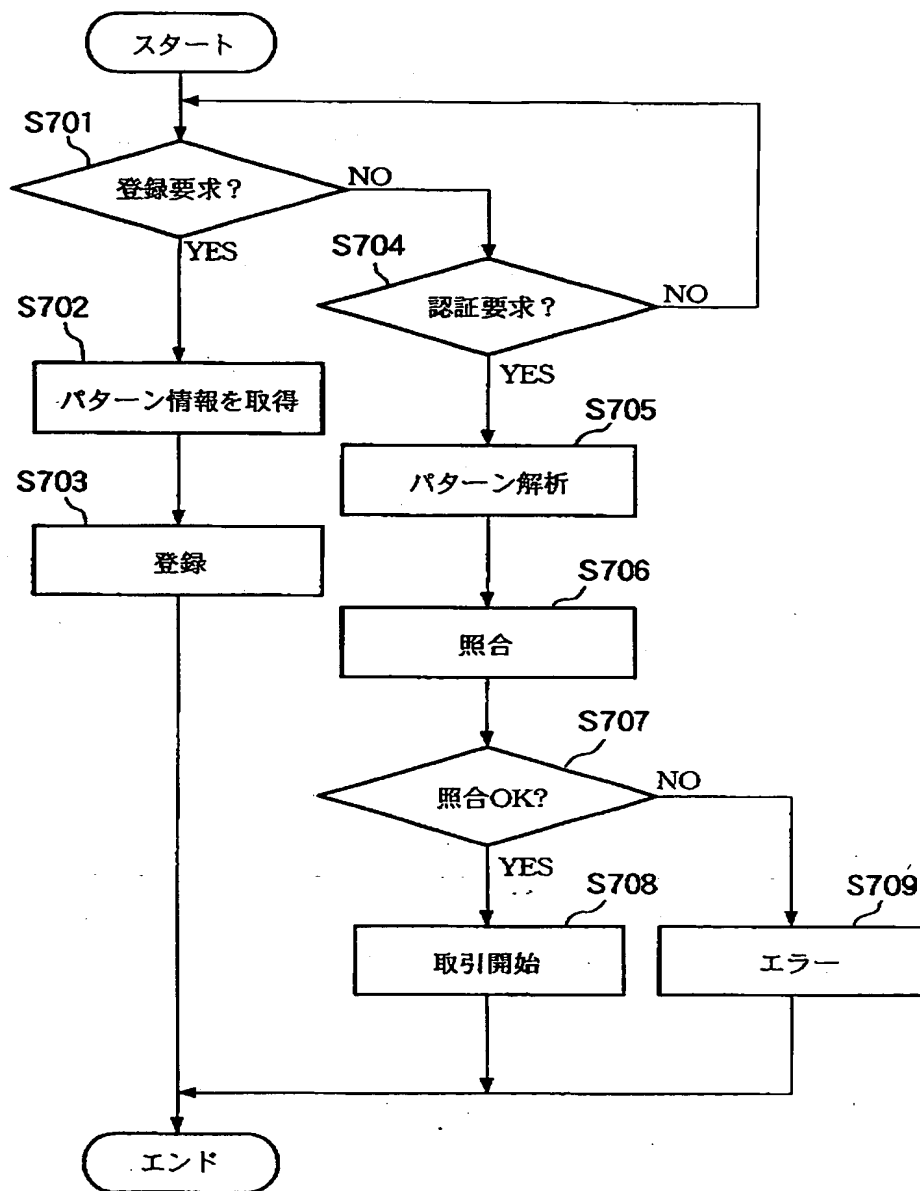 スタート
S701
登録要求?
NO
YES
S704
認証要求?
NO
YES
S702
パターン情報を取得
S703
登録
S705
パターン解析
S706
照合
S707
照合OK?
NO
YES
S708
取引開始
S709
エラー
エンド